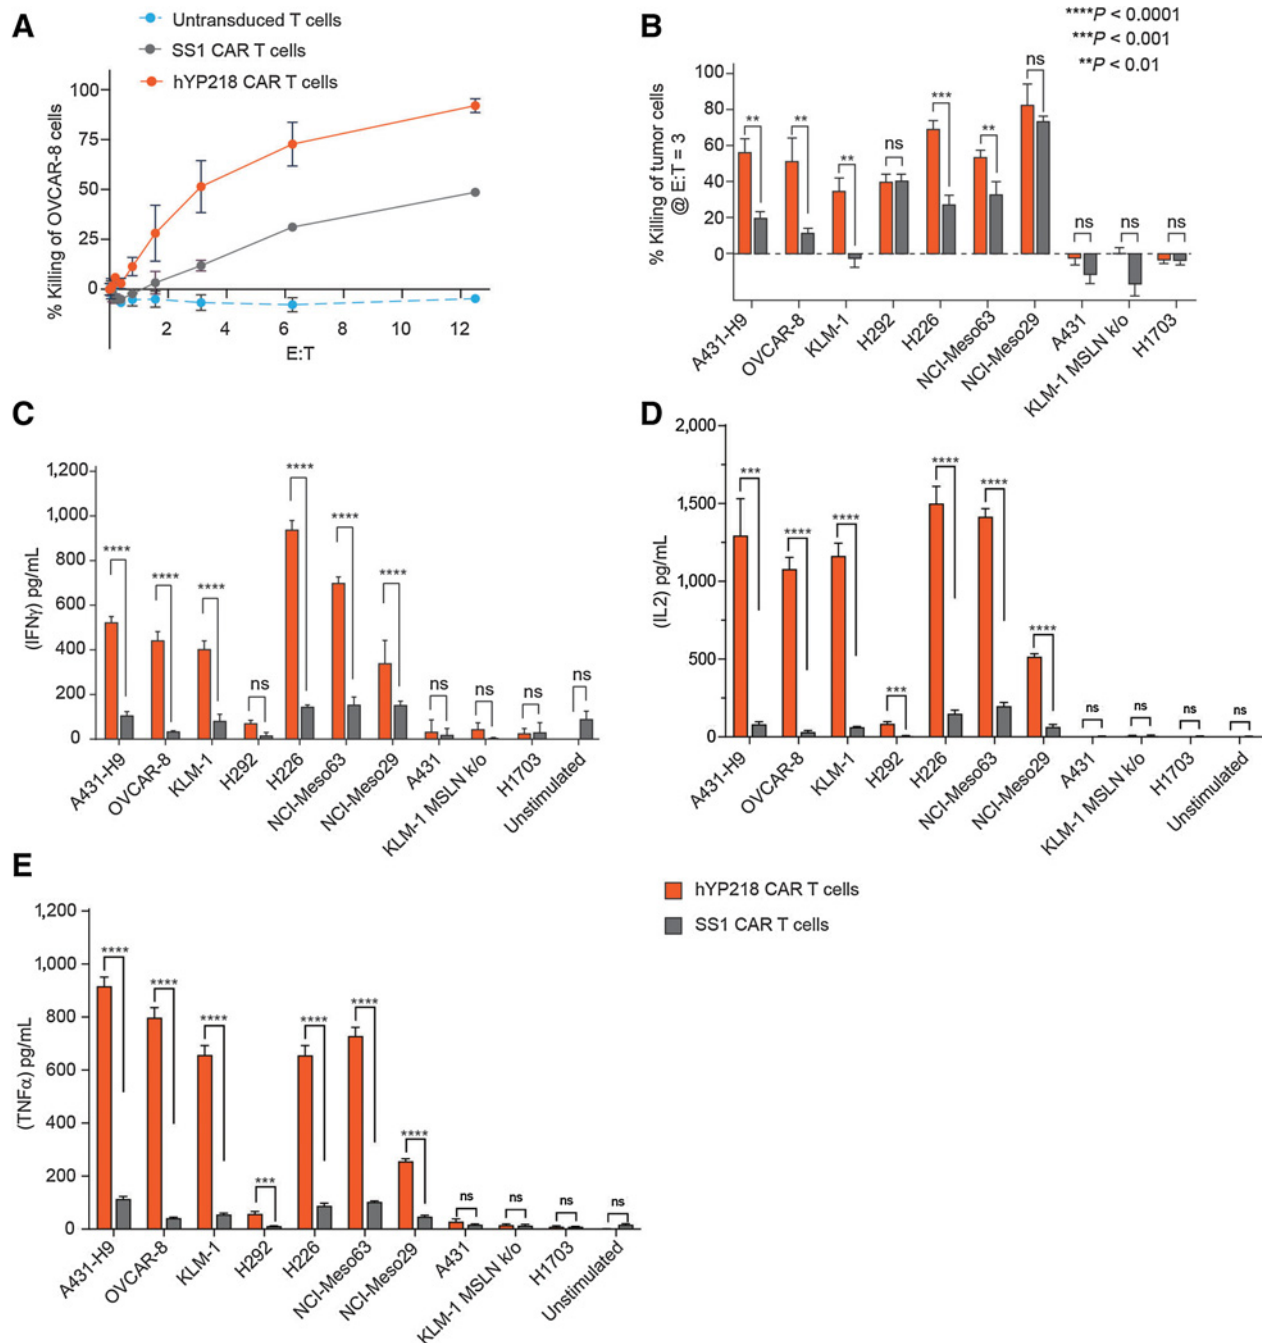 A
Untransduced T cells
SS1 CAR T cells
hYP218 CAR T cells
% Killing of OVCAR-8 cells
100
75
50
25
0
2
4
6
8
10
12
E:T
B
****P < 0.0001
***P < 0.001
**P < 0.01
% Killing of tumor cells
@ E:T = 3
100
80
60
40
20
0
**
**
**
ns
***
**
ns
ns
ns
ns
A431-H9
OVCAR-8
KLM-1
H292
H226
NCI-Meso63
NCI-Meso29
A431
KLM-1 MSLN k/o
H1703
C
(IFNγ) pg/mL
1,200
1,000
800
600
400
200
0
****
****
****
ns
****
****
****
ns
ns
ns
ns
A431-H9
OVCAR-8
KLM-1
H292
H226
NCI-Meso63
NCI-Meso29
A431
KLM-1 MSLN k/o
H1703
Unstimulated
D
(IL2) pg/mL
2,000
1,500
1,000
500
0
***
****
****
***
****
****
****
ns
ns
ns
ns
A431-H9
OVCAR-8
KLM-1
H292
H226
NCI-Meso63
NCI-Meso29
A431
KLM-1 MSLN k/o
H1703
Unstimulated
E
(TNFα) pg/mL
1,200
1,000
800
600
400
200
0
****
****
****
***
****
****
****
ns
ns
ns
ns
A431-H9
OVCAR-8
KLM-1
H292
H226
NCI-Meso63
NCI-Meso29
A431
KLM-1 MSLN k/o
H1703
Unstimulated
hYP218 CAR T cells
SS1 CAR T cells